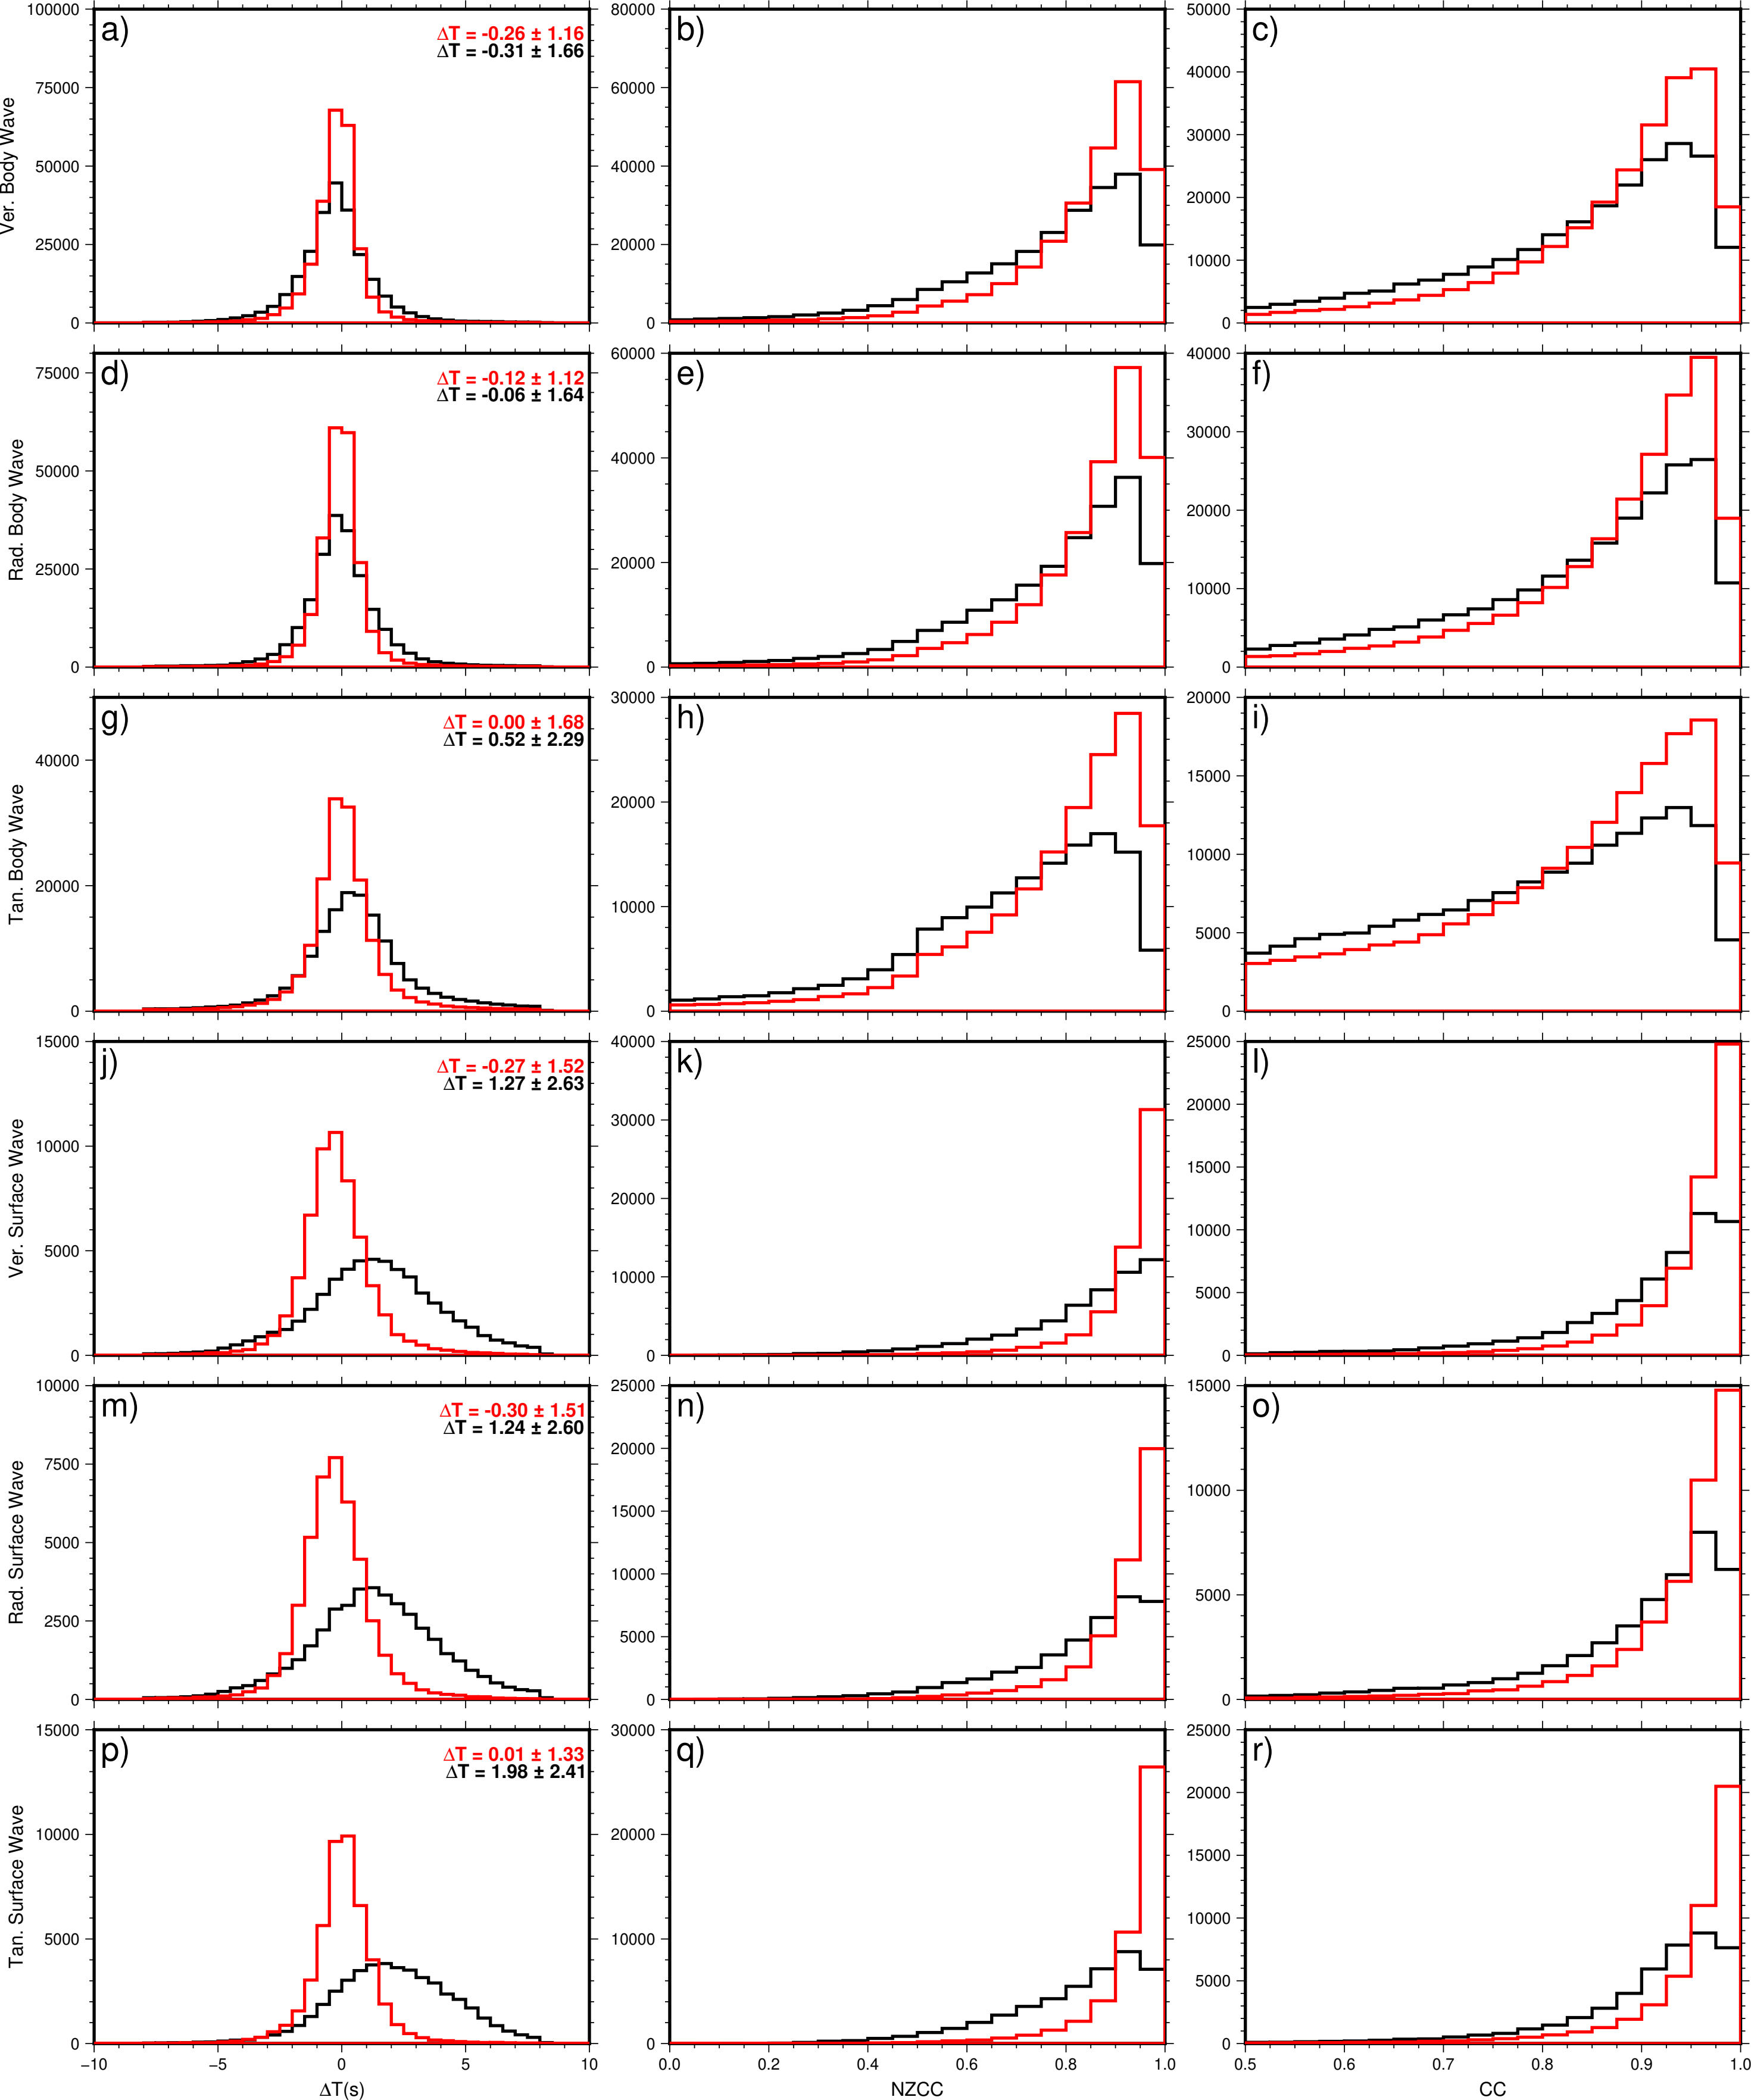 a)
ΔT = -0.26 ± 1.16
ΔT = -0.31 ± 1.66
Ver. Body Wave
0
25000
50000
75000
100000
b)
0
20000
40000
60000
80000
c)
0
10000
20000
30000
40000
50000
d)
ΔT = -0.12 ± 1.12
ΔT = -0.06 ± 1.64
Rad. Body Wave
0
25000
50000
75000
e)
0
20000
40000
60000
f)
0
10000
20000
30000
40000
g)
ΔT = 0.00 ± 1.68
ΔT = 0.52 ± 2.29
Tan. Body Wave
0
20000
40000
h)
0
10000
20000
30000
i)
0
5000
10000
15000
20000
j)
ΔT = -0.27 ± 1.52
ΔT = 1.27 ± 2.63
Ver. Surface Wave
0
5000
10000
15000
k)
0
10000
20000
30000
40000
l)
0
5000
10000
15000
20000
25000
m)
ΔT = -0.30 ± 1.51
ΔT = 1.24 ± 2.60
Rad. Surface Wave
0
2500
5000
7500
10000
n)
0
5000
10000
15000
20000
25000
o)
0
5000
10000
15000
p)
ΔT = 0.01 ± 1.33
ΔT = 1.98 ± 2.41
Tan. Surface Wave
0
5000
10000
15000
−10 −5 0 5 10
ΔT(s)
q)
0
10000
20000
30000
0.0 0.2 0.4 0.6 0.8 1.0
NZCC
r)
0
5000
10000
15000
20000
25000
0.5 0.6 0.7 0.8 0.9 1.0
CC